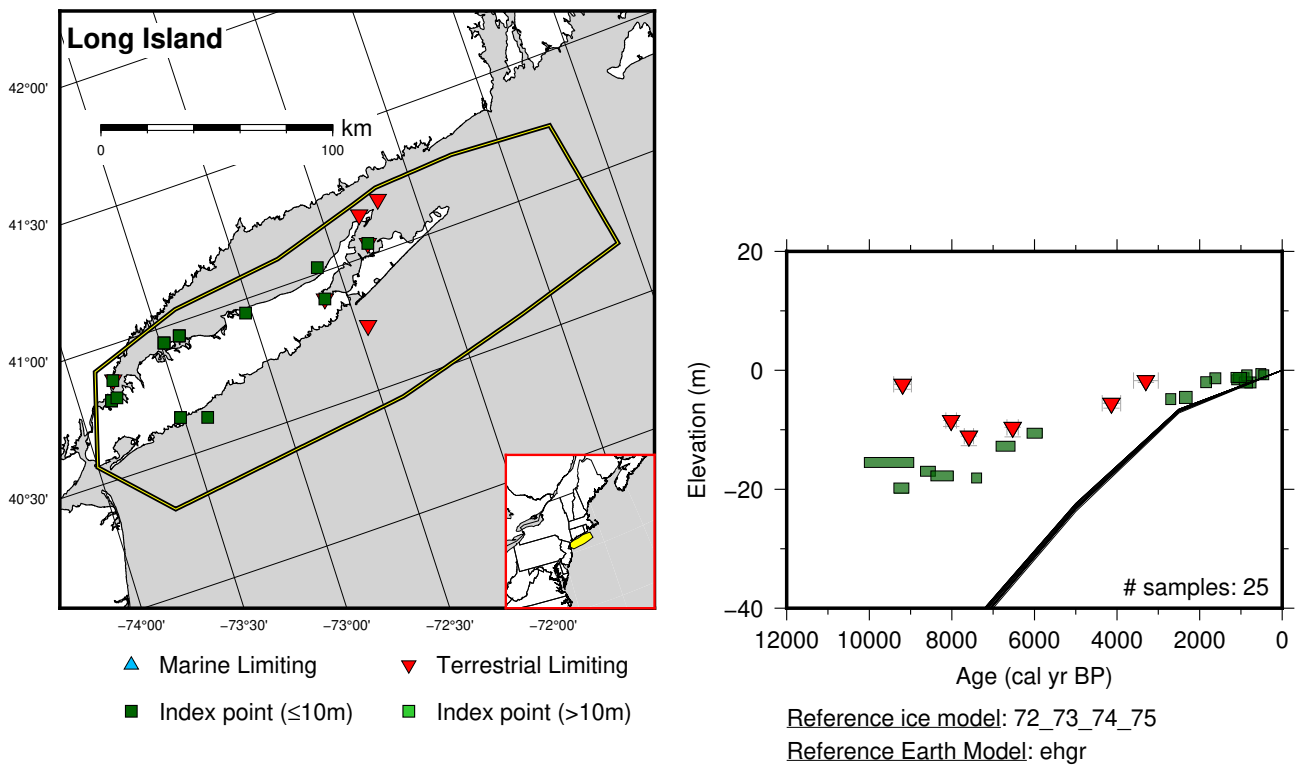 Long Island
km
0
100
42°00'
41°30'
41°00'
40°30'
−74°00'
−73°30'
−73°00'
−72°30'
−72°00'
Marine Limiting
Terrestrial Limiting
Index point (≤10m)
Index point (>10m)
20
0
−20
−40
Elevation (m)
# samples: 25
12000
10000
8000
6000
4000
2000
0
Age (cal yr BP)
Reference ice model: 72_73_74_75
Reference Earth Model: ehgr